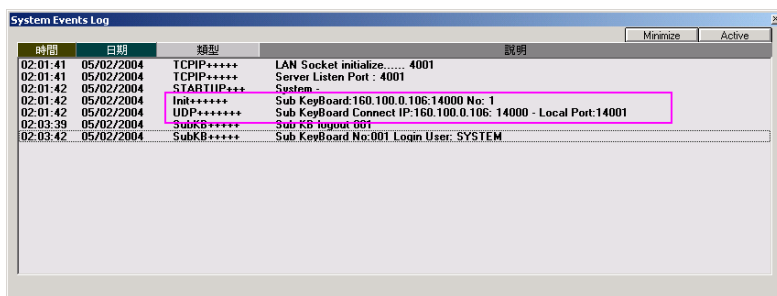 System Events Log
Minimize Active
時間 日期 類型 説明
02:01:41 05/02/2004 TCPIP+++++ LAN Socket initialize...... 4001
02:01:41 05/02/2004 TCPIP+++++ Server Listen Port : 4001
02:01:42 05/02/2004 STARTUP+++ System -
02:01:42 05/02/2004 Init++++++ Sub KeyBoard:160.100.0.106:14000 No: 1
02:01:42 05/02/2004 UDP+++++++ Sub KeyBoard Connect IP:160.100.0.106: 14000 - Local Port:14001
02:03:39 05/02/2004 SubKB+++++ Sub KB logout 001
02:03:42 05/02/2004 SubKB+++++ Sub KeyBoard No:001 Login User: SYSTEM